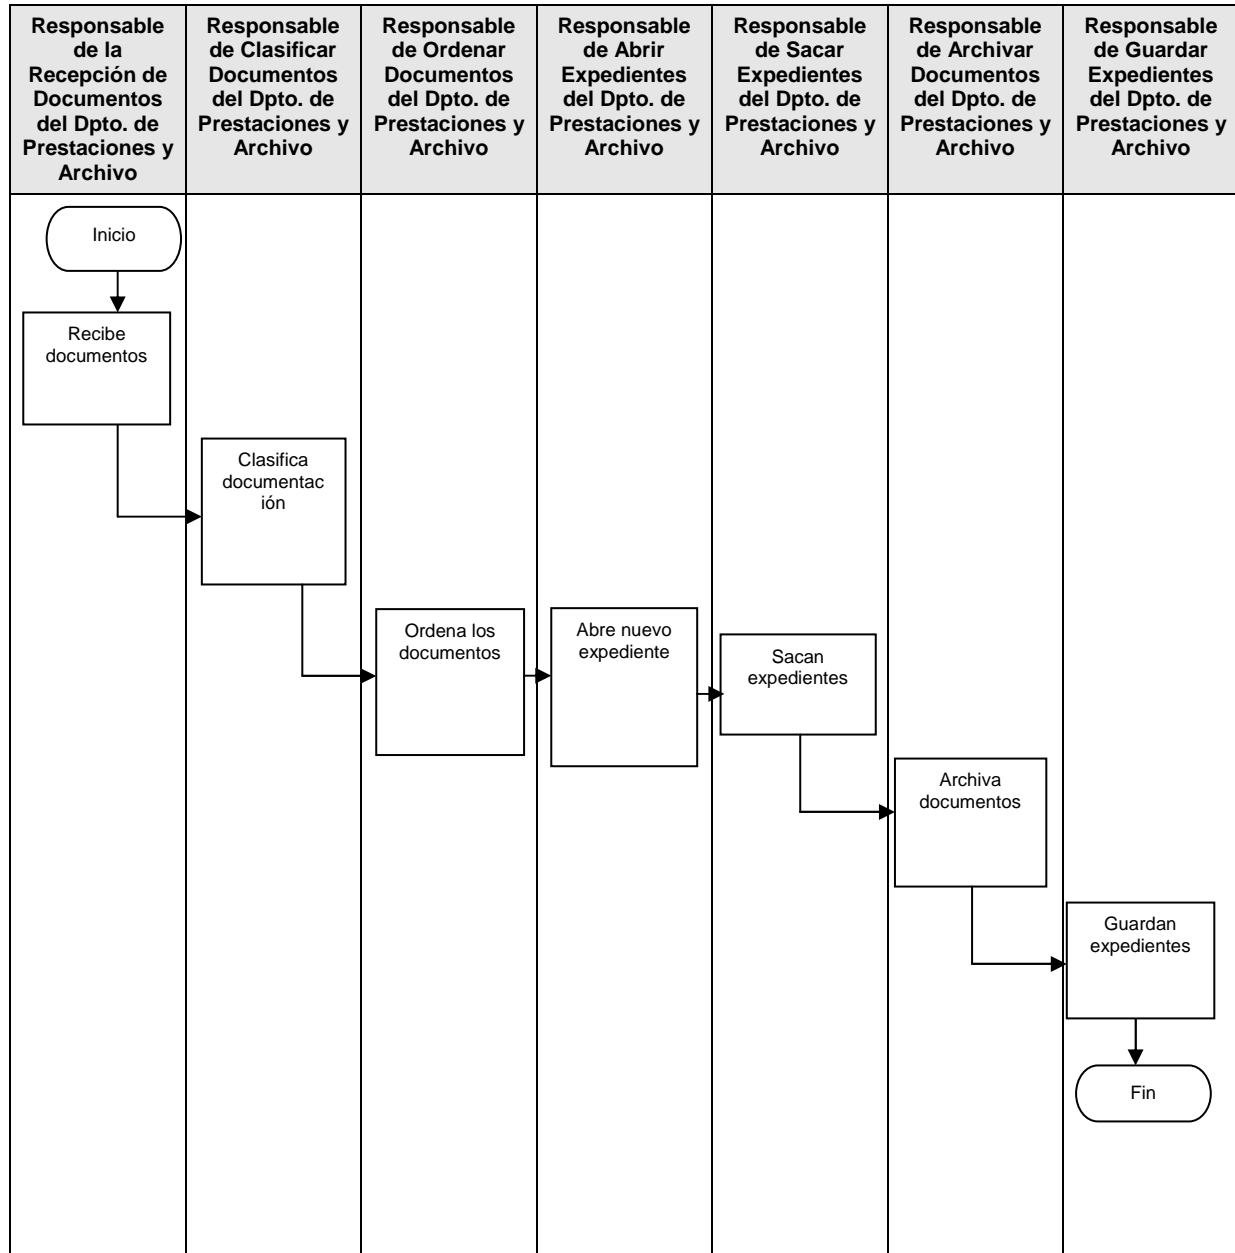 Responsable
de la
Recepción de
Documentos
del Dpto. de
Prestaciones y
Archivo
Responsable
de Clasificar
Documentos
del Dpto. de
Prestaciones y
Archivo
Responsable
de Ordenar
Documentos
del Dpto. de
Prestaciones y
Archivo
Responsable
de Abrir
Expedientes
del Dpto. de
Prestaciones y
Archivo
Responsable
de Sacar
Expedientes
del Dpto. de
Prestaciones y
Archivo
Responsable
de Archivar
Documentos
del Dpto. de
Prestaciones y
Archivo
Responsable
de Guardar
Expedientes
del Dpto. de
Prestaciones y
Archivo
Inicio
Recibe
documentos
Clasifica
documentac
ión
Ordena los
documentos
Abre nuevo
expediente
Sacan
expedientes
Archiva
documentos
Guardan
expedientes
Fin